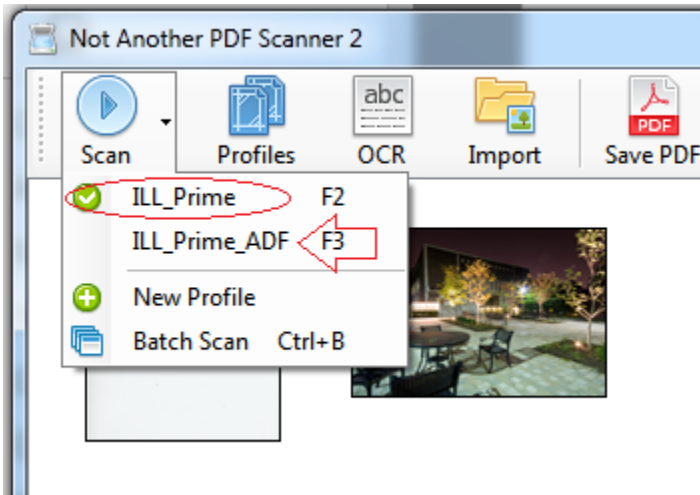 Not Another PDF Scanner 2
abc
PDF
Scan Profiles OCR Import Save PDF
ILL_Prime F2
ILL_Prime_ADF F3
New Profile
Batch Scan Ctrl+B